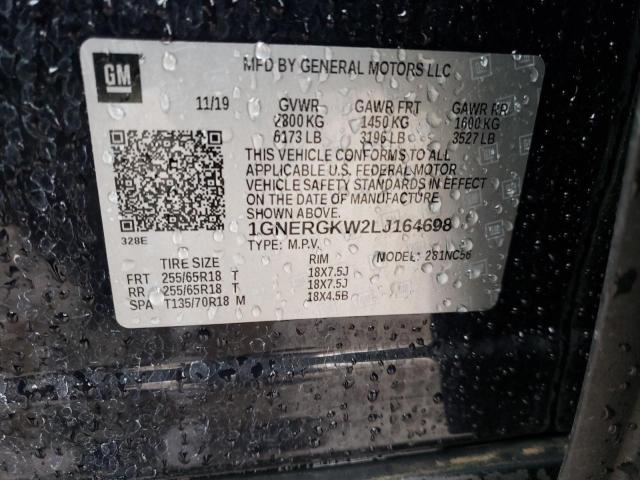 GM
MFD BY GENERAL MOTORS LLC
11/19 GVWR GAWR FRT GAWR RR
2800 KG 1450 KG 1600 KG
6173 LB 3196 LB 3527 LB
THIS VEHICLE CONFORMS TO ALL
APPLICABLE U.S. FEDERAL MOTOR
VEHICLE SAFETY STANDARDS IN EFFECT
ON THE DATE OF MANUFACTURE
SHOWN ABOVE.
328E
1GNERGKW2LJ164698
TYPE: M.P.V. MODEL: 281NC56
TIRE SIZE RIM
FRT 255/65R18 T 18X7.5J
RR 255/65R18 T 18X7.5J
SPA T135/70R18 M 18X4.5B